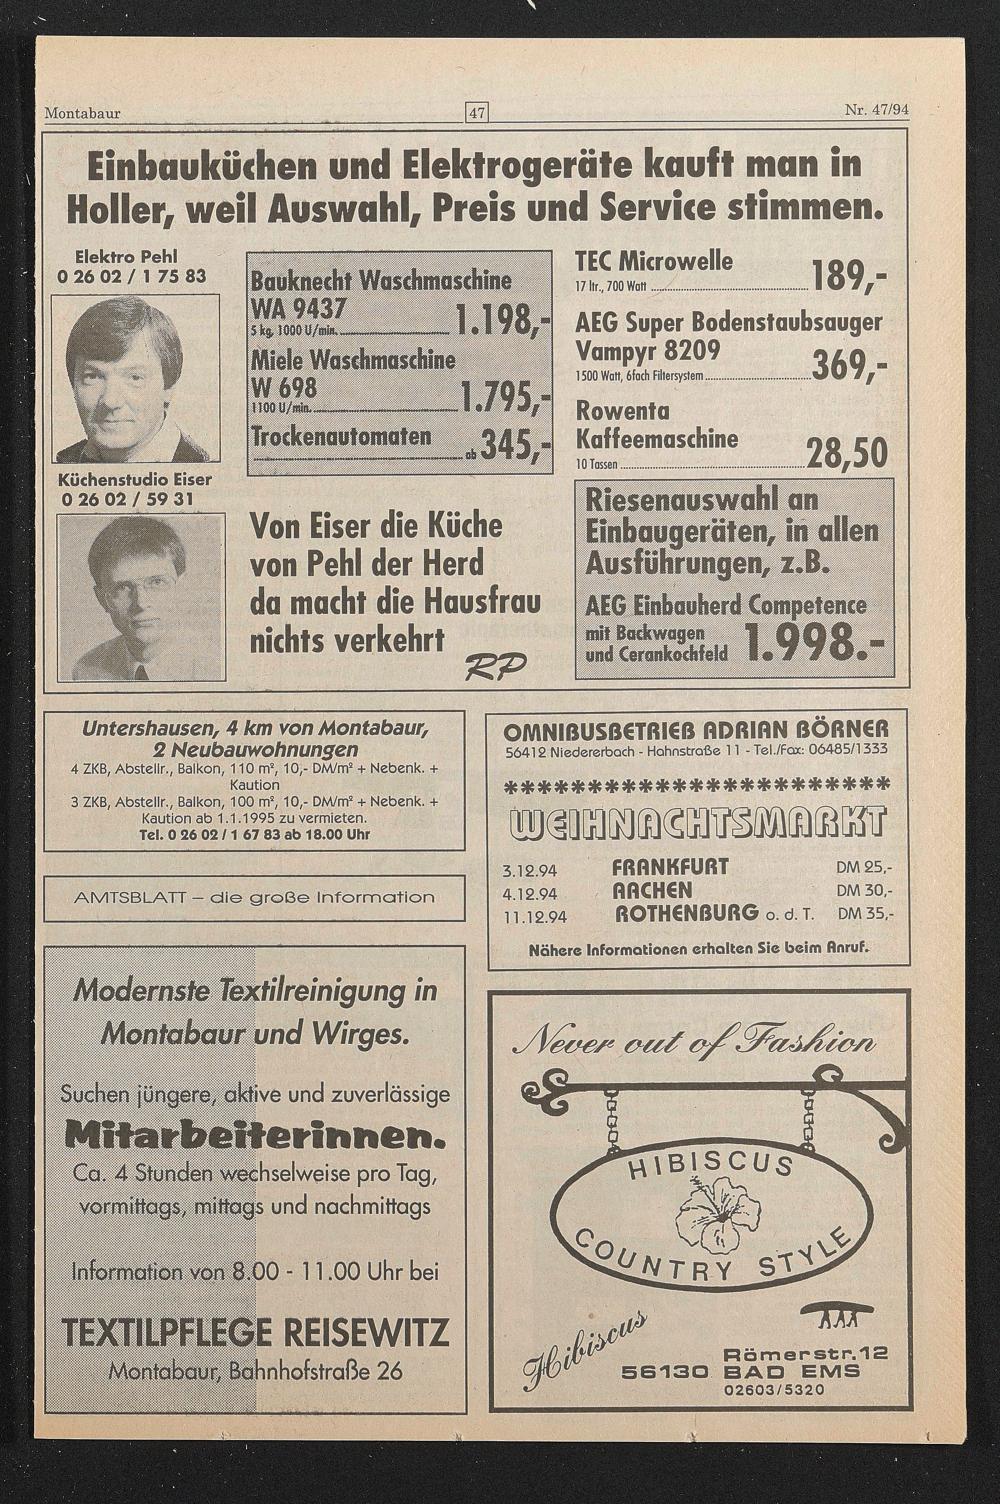 Montabaur
47
Nr. 47/94
Einbauküchen und Elektrogeräte kauft man in
Holler, weil Auswahl, Preis und Service stimmen.
Elektro Pehl
0 26 02 / 1 75 83
Küchenstudio Eiser
0 26 02 / 59 31
Bauknecht Waschmaschine
WA 9437
5 kg, 1000 U/min. 1.198,-
Miele Waschmaschine
W 698
1100 U/min. 1.795,-
Trockenautomaten
ab 345,-
Von Eiser die Küche
von Pehl der Herd
da macht die Hausfrau
nichts verkehrt
RP
TEC Microwelle
17 ltr., 700 Watt 189,-
AEG Super Bodenstaubsauger
Vampyr 8209
1500 Watt, 6fach Filtersystem 369,-
Rowenta
Kaffeemaschine
10 Tassen 28,50
Riesenauswahl an
Einbaugeräten, in allen
Ausführungen, z.B.
AEG Einbauherd Competence
mit Backwagen
und Cerankochfeld 1.998.-
Untershausen, 4 km von Montabaur,
2 Neubauwohnungen
4 ZKB, Abstellr., Balkon, 110 m², 10,- DM/m² + Nebenk. +
Kaution
3 ZKB, Abstellr., Balkon, 100 m², 10,- DM/m² + Nebenk. +
Kaution ab 1.1.1995 zu vermieten.
Tel. 0 26 02 / 1 67 83 ab 18.00 Uhr
AMTSBLATT – die große Information
Modernste Textilreinigung in
Montabaur und Wirges.
Suchen jüngere, aktive und zuverlässige
Mitarbeiterinnen.
Ca. 4 Stunden wechselweise pro Tag,
vormittags, mittags und nachmittags
Information von 8.00 - 11.00 Uhr bei
TEXTILPFLEGE REISEWITZ
Montabaur, Bahnhofstraße 26
OMNIBUSBETRIEB ADRIAN BÖRNER
56412 Niedererbach - Hahnstraße 11 - Tel./Fax: 06485/1333
***********************
WEIHNACHTSMARKT
3.12.94 FRANKFURT DM 25,-
4.12.94 AACHEN DM 30,-
11.12.94 ROTHENBURG o. d. T. DM 35,-
Nähere Informationen erhalten Sie beim Anruf.
Never out of Fashion
HIBISCUS
COUNTRY STYLE
Hibiscus
Römerstr. 12
56130 BAD EMS
02603/5320